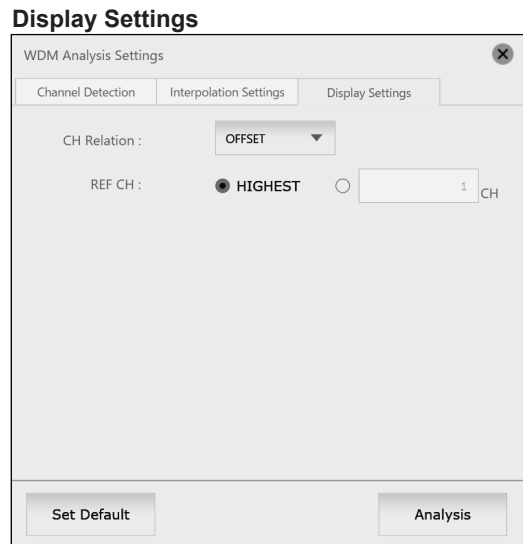 Display Settings
WDM Analysis Settings
Channel Detection Interpolation Settings Display Settings
CH Relation : OFFSET
REF CH : HIGHEST 1 CH
Set Default Analysis